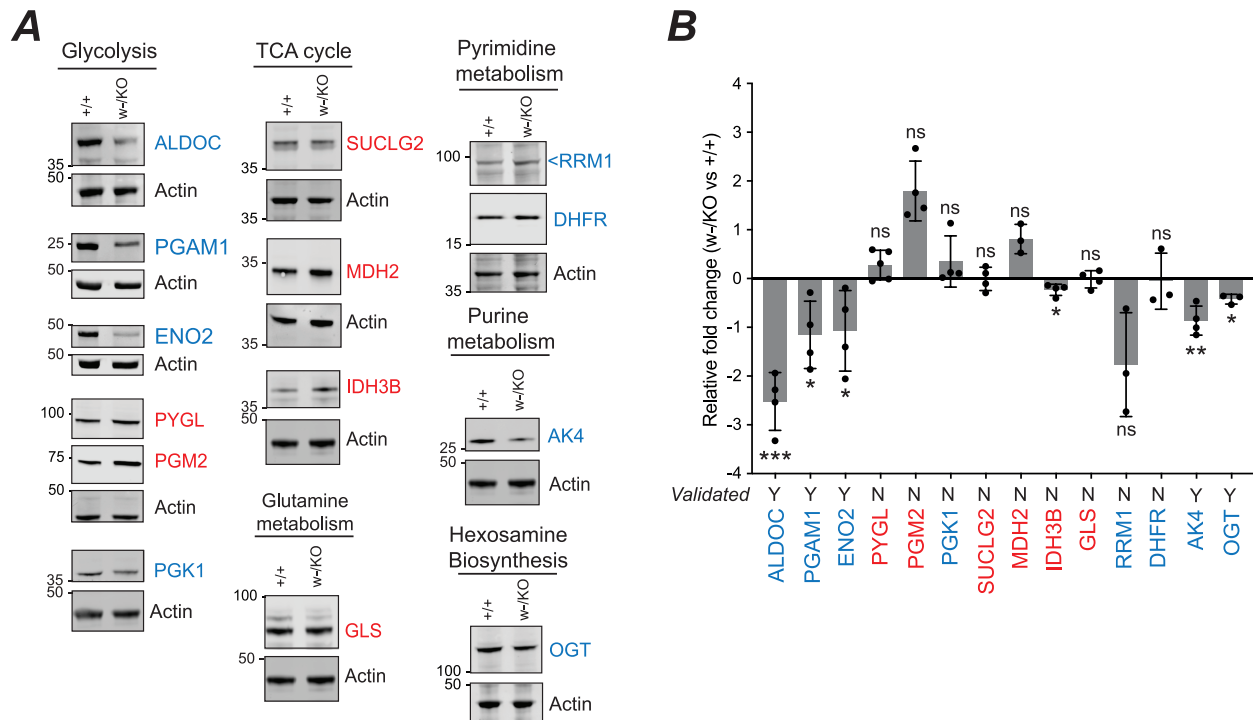 A
Glycolysis
+/+
w-/KO
35
ALDOC
50
Actin
25
PGAM1
50
Actin
50
ENO2
50
Actin
100
PYGL
75
PGM2
50
Actin
35
PGK1
Actin
TCA cycle
+/+
w-/KO
35
SUCLG2
35
Actin
35
MDH2
35
Actin
35
IDH3B
50
Actin
Glutamine
metabolism
+/+
w-/KO
100
GLS
50
Actin
Pyrimidine
metabolism
+/+
w-/KO
100
<RRM1
15
DHFR
35
Actin
Purine
metabolism
+/+
w-/KO
25
AK4
50
Actin
Hexosamine
Biosynthesis
+/+
w-/KO
100
OGT
50
Actin
B
Relative fold change (w-/KO vs +/+)
4
3
2
1
0
-1
-2
-3
-4
***
*
*
ns
ns
ns
ns
ns
*
ns
ns
ns
**
*
Validated Y Y Y N N N N N N N N N Y Y
ALDOC
PGAM1
ENO2
PYGL
PGM2
PGK1
SUCLG2
MDH2
IDH3B
GLS
RRM1
DHFR
AK4
OGT